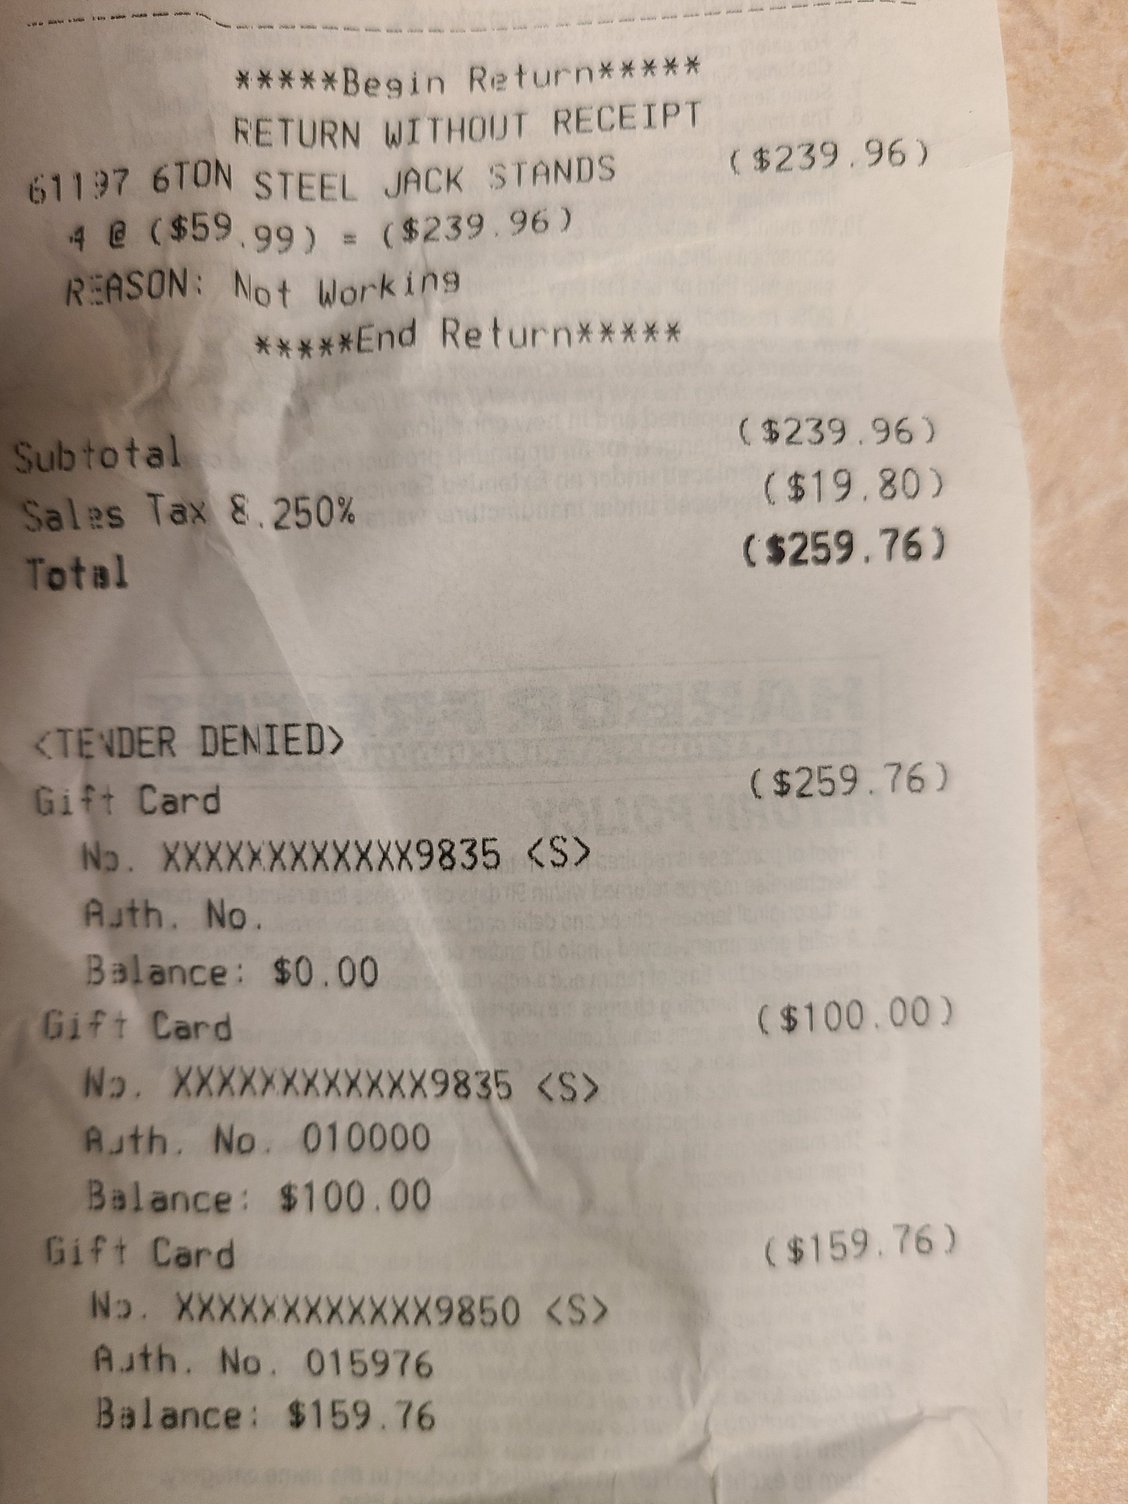 *****Begin Return*****
RETURN WITHOUT RECEIPT
61197 6TON STEEL JACK STANDS ($239.96)
4 @ ($59.99) = ($239.96)
REASON: Not Working
*****End Return*****
Subtotal ($239.96)
Sales Tax 8.250% ($19.80)
Total ($259.76)
<TENDER DENIED>
Gift Card ($259.76)
No. XXXXXXXXXXXX9835 <S>
Auth. No.
Balance: $0.00
Gift Card ($100.00)
No. XXXXXXXXXXXX9835 <S>
Auth. No. 010000
Balance: $100.00
Gift Card ($159.76)
No. XXXXXXXXXXXX9850 <S>
Auth. No. 015976
Balance: $159.76